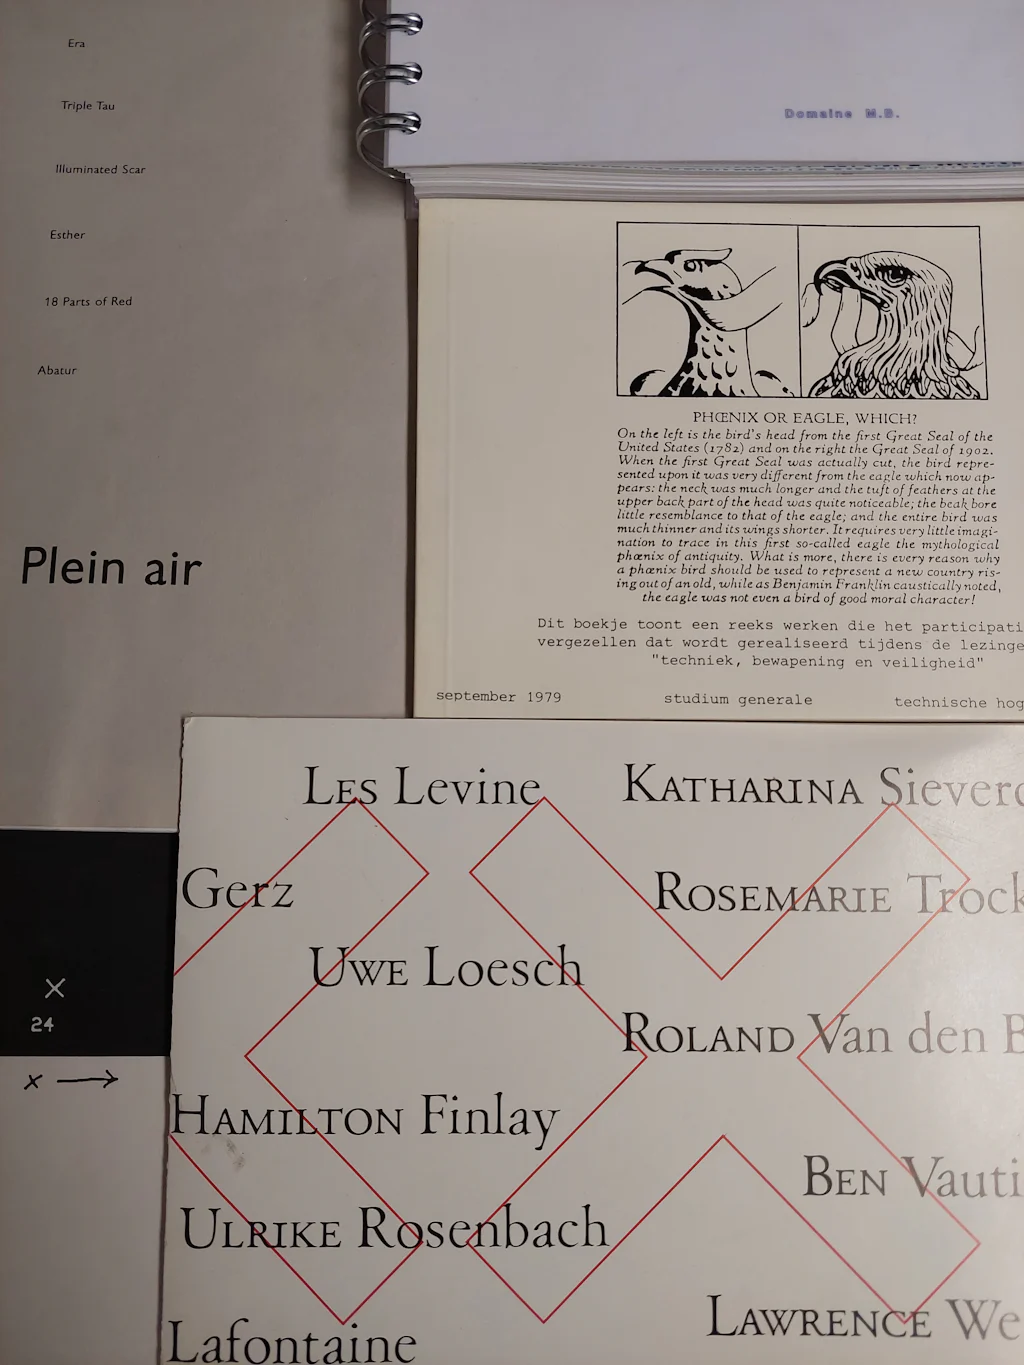 Era
Triple Tau
Illuminated Scar
Esther
18 Parts of Red
Abatur
Plein air
Domaine M.B.
PHŒNIX OR EAGLE, WHICH?
On the left is the bird's head from the first Great Seal of the
United States (1782) and on the right the Great Seal of 1902.
When the first Great Seal was actually cut, the bird repre-
sented upon it was very different from the eagle which now ap-
pears: the neck was much longer and the tuft of feathers at the
upper back part of the head was quite noticeable; the beak bore
little resemblance to that of the eagle; and the entire bird was
much thinner and its wings shorter. It requires very little imagi-
nation to trace in this first so-called eagle the mythological
phœnix of antiquity. What is more, there is every reason why
a phœnix bird should be used to represent a new country ris-
ing out of an old, while as Benjamin Franklin caustically noted,
the eagle was not even a bird of good moral character!
Dit boekje toont een reeks werken die het participati
vergezellen dat wordt gerealiseerd tijdens de lezinge
"techniek, bewapening en veiligheid"
september 1979 studium generale technische hog
LES Levine KATHARINA Sieverd
Gerz ROSEMARIE Trock
UWE Loesch
ROLAND Van den B
HAMILTON Finlay
BEN Vauti
ULRIKE Rosenbach
LAWRENCE We
Lafontaine
x
24
x →